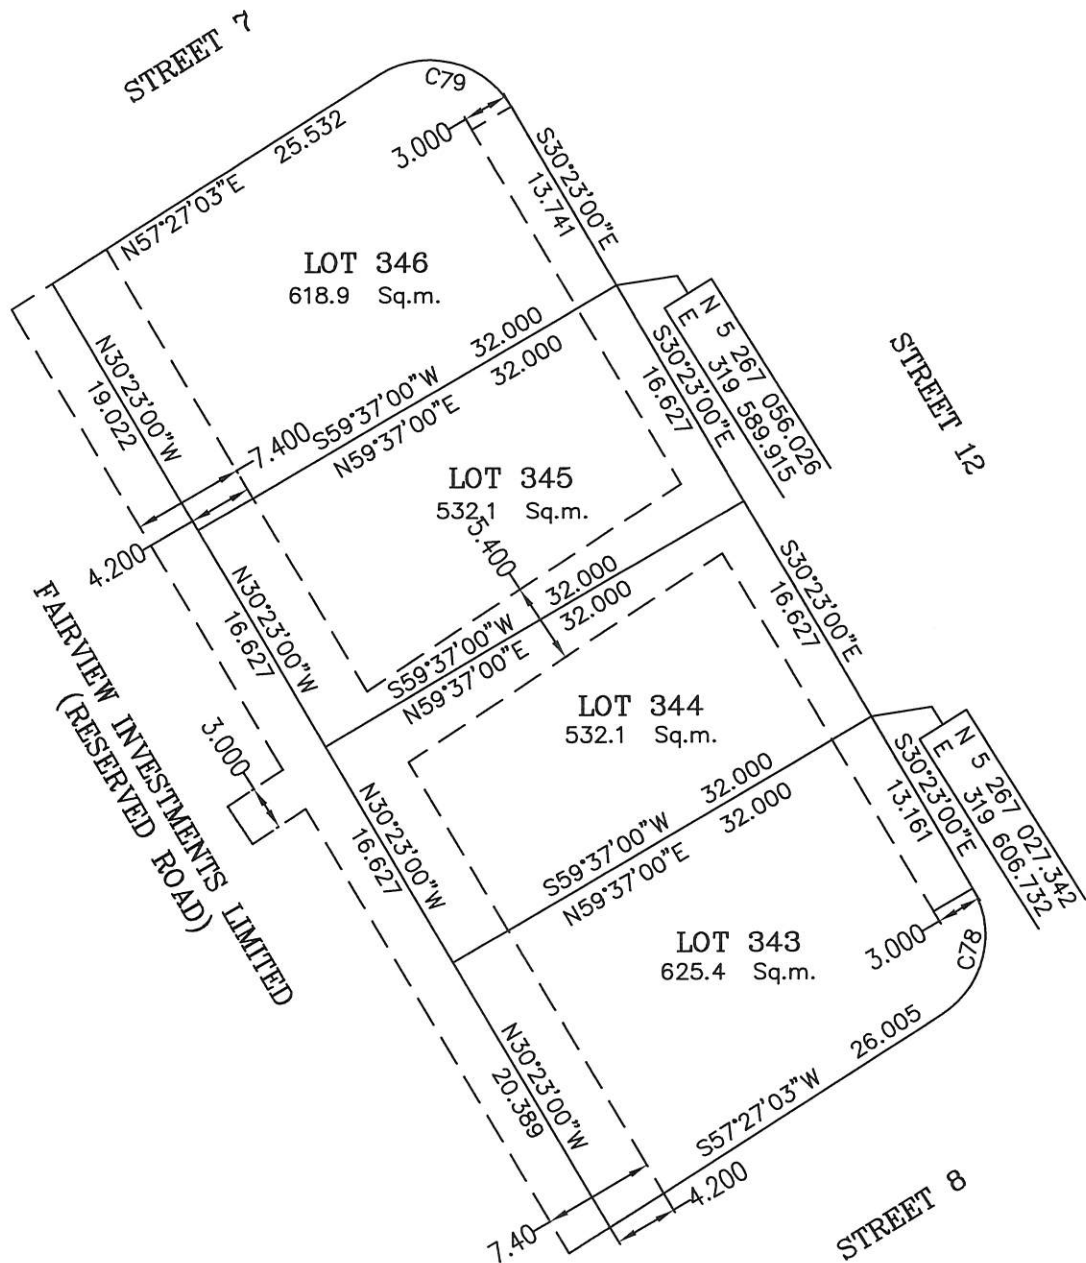 STREET 7
C79
N57°27'03"E 25.532
3.000
S30°23'00"E
13.741
LOT 346
618.9 Sq.m.
N30°23'00"W
19.022
S59°37'00"W 32.000
N59°37'00"E 32.000
7.400
4.200
N 5 267 056.026
E 319 589.915
STREET 12
S30°23'00"E
16.627
LOT 345
532.1 Sq.m.
5.400
N30°23'00"W
16.627
S59°37'00"W 32.000
N59°37'00"E 32.000
FAIRVIEW INVESTMENTS LIMITED
(RESERVED ROAD)
3.000
S30°23'00"E
16.627
LOT 344
532.1 Sq.m.
N30°23'00"W
16.627
S59°37'00"W 32.000
N59°37'00"E 32.000
N 5 267 027.342
E 319 606.732
S30°23'00"E
13.161
LOT 343
625.4 Sq.m.
3.000
C78
N30°23'00"W
20.389
S57°27'03"W 26.005
4.200
7.40
STREET 8